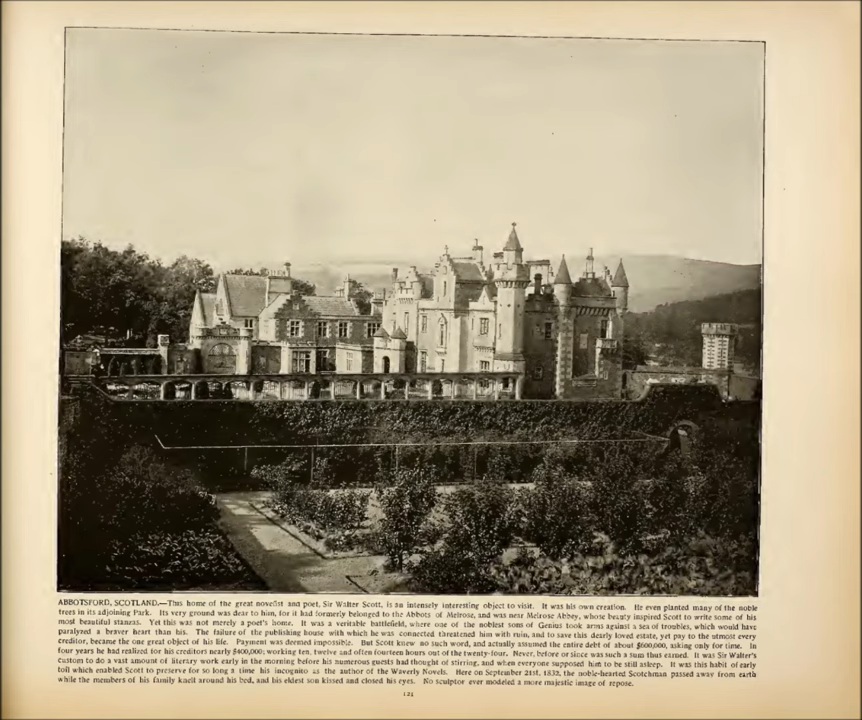 ABBOTSFORD, SCOTLAND.—This home of the great novelist and poet, Sir Walter Scott, is an intensely interesting object to visit. It was his own creation. He even planted many of the noble
trees in its adjoining Park. Its very ground was dear to him, for it had formerly belonged to the Abbots of Melrose, and was near Melrose Abbey, whose beauty inspired Scott to write some of his
most beautiful stanzas. Yet this was not merely a poet's home. It was a veritable battlefield, where one of the noblest sons of Genius took arms against a sea of troubles, which would have
paralyzed a braver heart than his. The failure of the publishing house with which he was connected threatened him with ruin, and to save this dearly loved estate, yet pay to the utmost every
creditor, became the one great object of his life. Payment was deemed impossible. But Scott knew no such word, and actually assumed the entire debt of about $600,000, asking only for time. In
four years he had realized for his creditors nearly $400,000; working ten, twelve and often fourteen hours out of the twenty-four. Never, before or since was such a sum thus earned. It was Sir Walter's
custom to do a vast amount of literary work early in the morning before his numerous guests had thought of stirring, and when everyone supposed him to be still asleep. It was this habit of early
toil which enabled Scott to preserve for so long a time his incognito as the author of the Waverly Novels. Here on September 21st, 1832, the noble-hearted Scotchman passed away from earth
while the members of his family knelt around his bed, and his eldest son kissed and closed his eyes. No sculptor ever modeled a more majestic image of repose.
121